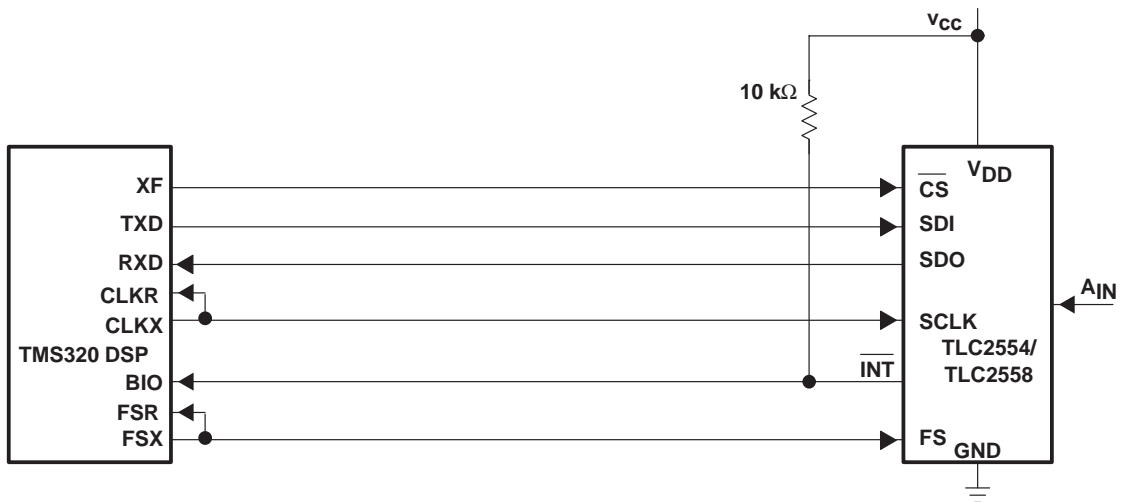 vCC
10 kΩ
XF
TXD
RXD
CLKR
CLKX
TMS320 DSP
BIO
FSR
FSX
VDD
CS
SDI
SDO
SCLK
TLC2554/
TLC2558
INT
FS
GND
AIN